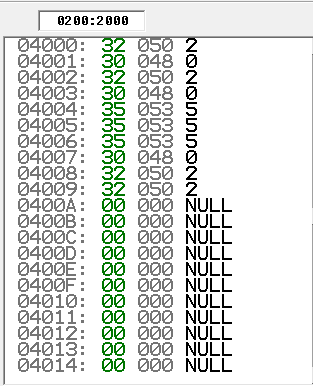 0200:2000
04000: 32 050 2
04001: 30 048 0
04002: 32 050 2
04003: 30 048 0
04004: 35 053 5
04005: 35 053 5
04006: 35 053 5
04007: 30 048 0
04008: 32 050 2
04009: 32 050 2
0400A: 00 000 NULL
0400B: 00 000 NULL
0400C: 00 000 NULL
0400D: 00 000 NULL
0400E: 00 000 NULL
0400F: 00 000 NULL
04010: 00 000 NULL
04011: 00 000 NULL
04012: 00 000 NULL
04013: 00 000 NULL
04014: 00 000 NULL